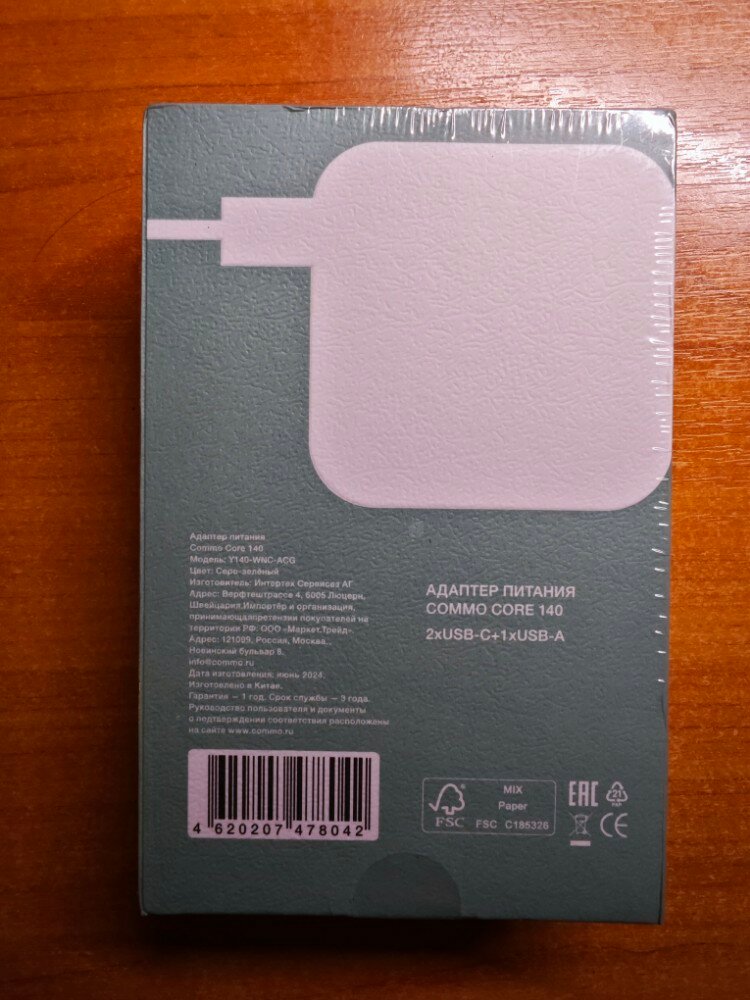 Адаптер питания
Commo Core 140
Модель: Y140-WNC-ACG
Цвет: Серо-зелёный
Изготовитель: Интертех Сервисез АГ
Адрес: Верфтештрассе 4, 6005 Люцерн,
Швейцария.Импортёр и организация,
принимающаяпретензии покупателей на
территории РФ: ООО «Маркет.Трейд».
Адрес: 121099, Россия, Москва.,
Новинский бульвар 8,
info@commo.ru
Дата изготовления: июнь 2024.
Изготовлено в Китае.
Гарантия — 1 год. Срок службы — 3 года.
Руководство пользователя и документы
о подтверждении соответствия расположены
на сайте www.commo.ru
4 620207 478042
АДАПТЕР ПИТАНИЯ
COMMO CORE 140
2xUSB-C+1xUSB-A
FSC
MIX
Paper
FSC C185326
EAC
21
PAP
CE